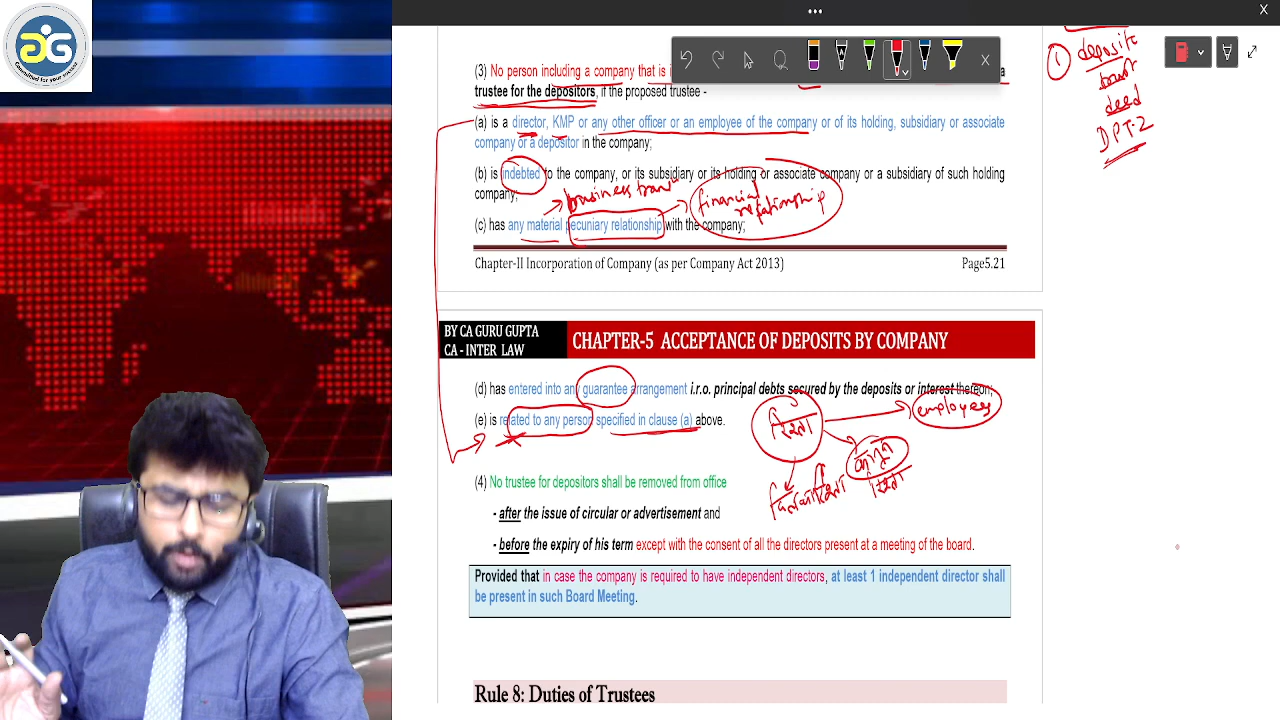 Committed for your success
(3) No person including a company that is i
a
trustee for the depositors, if the proposed trustee -
(a) is a director, KMP or any other officer or an employee of the company or of its holding, subsidiary or associate
company or a depositor in the company;
(b) is indebted to the company, or its subsidiary or its holding or associate company or a subsidiary of such holding
company;
business tran
financial
relationship
(c) has any material pecuniary relationship with the company;
Chapter-II Incorporation of Company (as per Company Act 2013) Page5.21
① deposite
trust
deed
DPT-2
BY CA GURU GUPTA
CA - INTER LAW
CHAPTER-5 ACCEPTANCE OF DEPOSITS BY COMPANY
(d) has entered into any guarantee arrangement i.r.o. principal debts secured by the deposits or interest thereon;
employees
(e) is related to any person specified in clause (a) above.
रिश्ता
(4) No trustee for depositors shall be removed from office
- after the issue of circular or advertisement and
- before the expiry of his term except with the consent of all the directors present at a meeting of the board.
Provided that in case the company is required to have independent directors, at least 1 independent director shall
be present in such Board Meeting.
Rule 8: Duties of Trustees